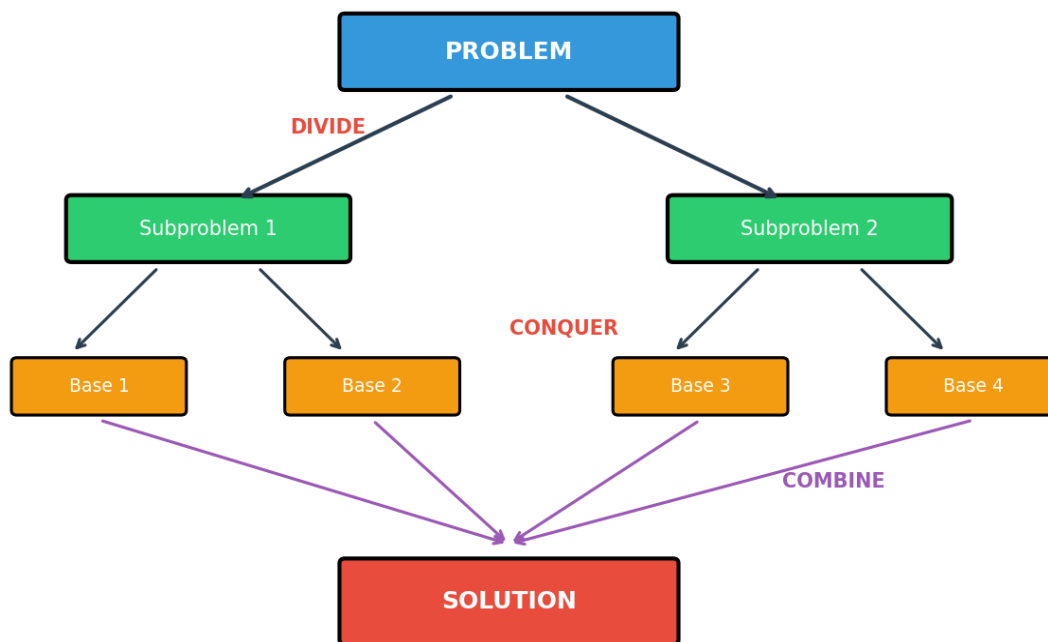 PROBLEM
DIVIDE
Subproblem 1
Subproblem 2
CONQUER
Base 1
Base 2
Base 3
Base 4
COMBINE
SOLUTION